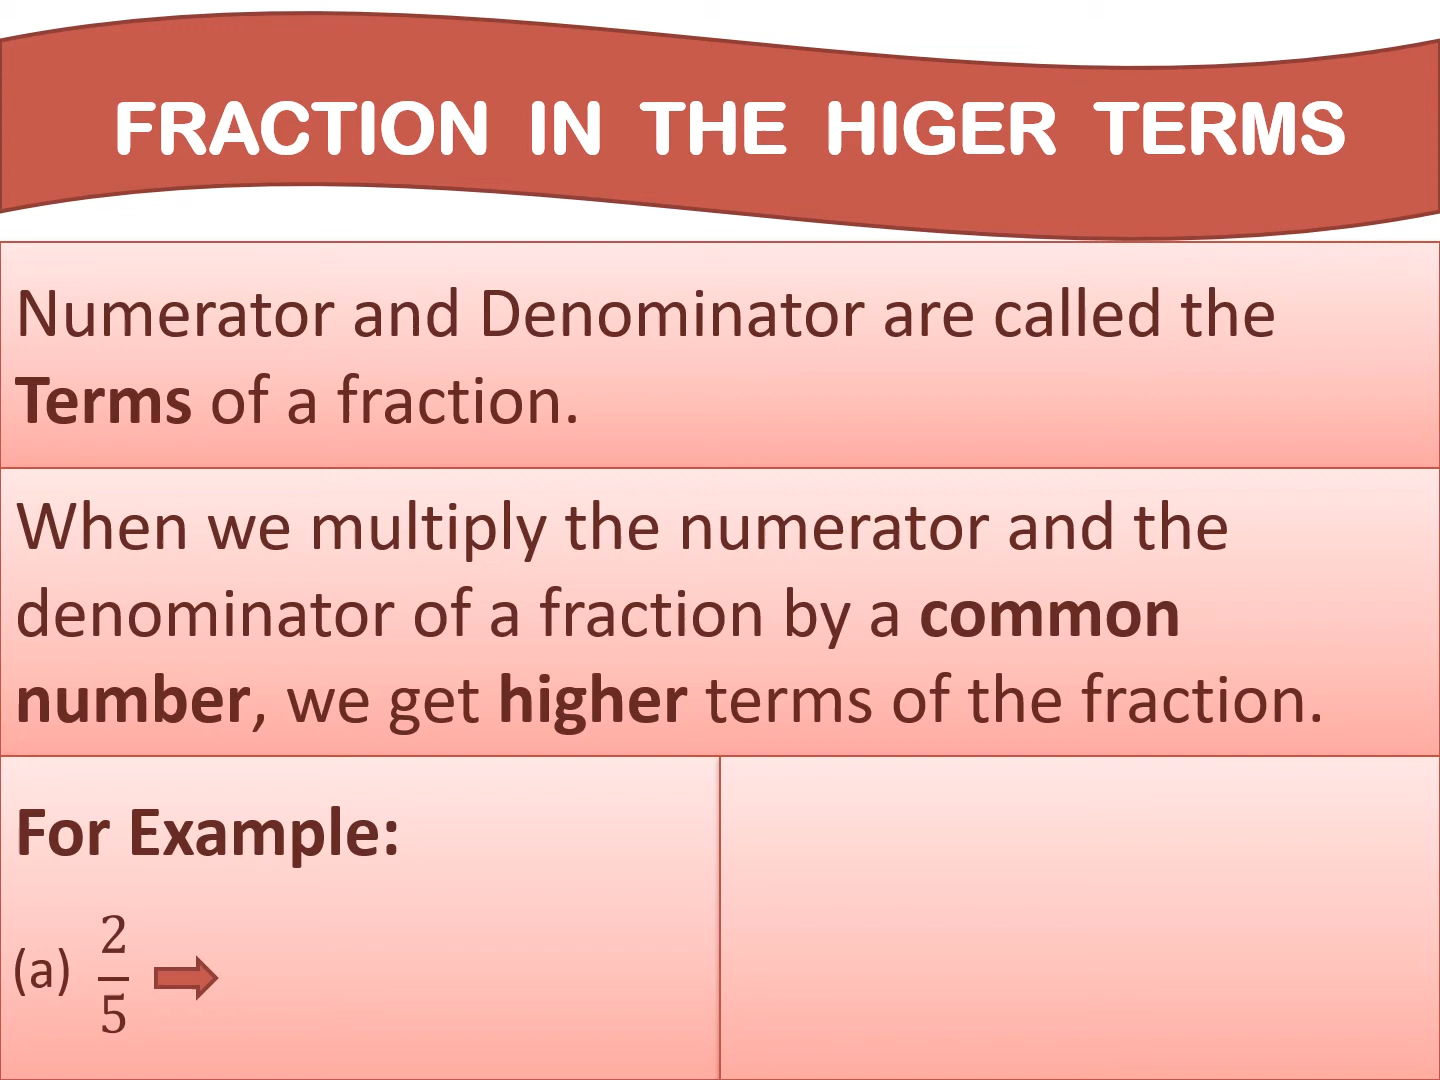 FRACTION IN THE HIGER TERMS
Numerator and Denominator are called the
Terms of a fraction.
When we multiply the numerator and the
denominator of a fraction by a common
number, we get higher terms of the fraction.
For Example:
(a) 2/5